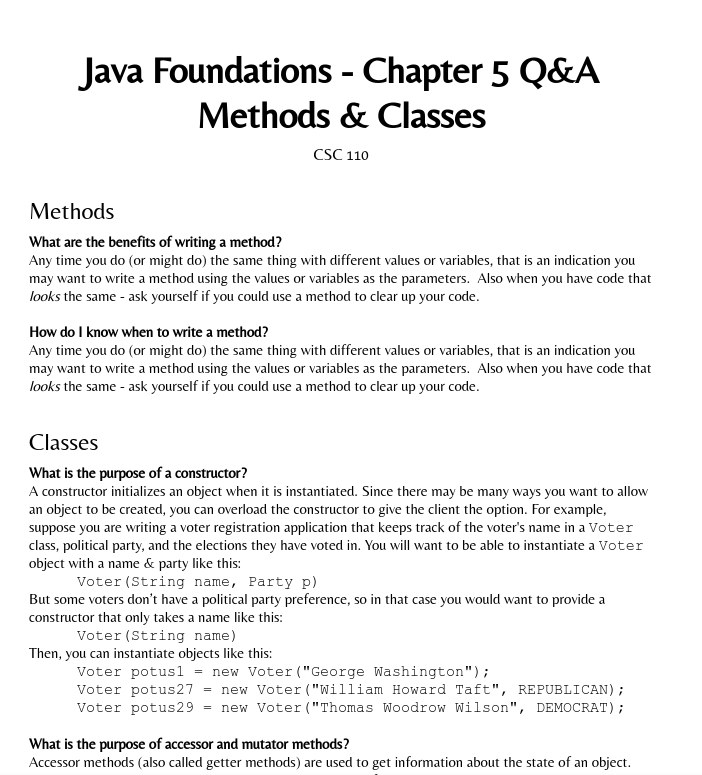 Java Foundations - Chapter 5 Q&A
Methods & Classes
CSC 110
Methods
What are the benefits of writing a method?
Any time you do (or might do) the same thing with different values or variables, that is an indication you
may want to write a method using the values or variables as the parameters.  Also when you have code that
looks the same - ask yourself if you could use a method to clear up your code.
How do I know when to write a method?
Any time you do (or might do) the same thing with different values or variables, that is an indication you
may want to write a method using the values or variables as the parameters.  Also when you have code that
looks the same - ask yourself if you could use a method to clear up your code.
Classes
What is the purpose of a constructor?
A constructor initializes an object when it is instantiated. Since there may be many ways you want to allow
an object to be created, you can overload the constructor to give the client the option. For example,
suppose you are writing a voter registration application that keeps track of the voter's name in a Voter
class, political party, and the elections they have voted in. You will want to be able to instantiate a Voter
object with a name & party like this:
Voter(String name, Party p)
But some voters don't have a political party preference, so in that case you would want to provide a
constructor that only takes a name like this:
Voter(String name)
Then, you can instantiate objects like this:
Voter potus1 = new Voter("George Washington");
Voter potus27 = new Voter("William Howard Taft", REPUBLICAN);
Voter potus29 = new Voter("Thomas Woodrow Wilson", DEMOCRAT);
What is the purpose of accessor and mutator methods?
Accessor methods (also called getter methods) are used to get information about the state of an object.